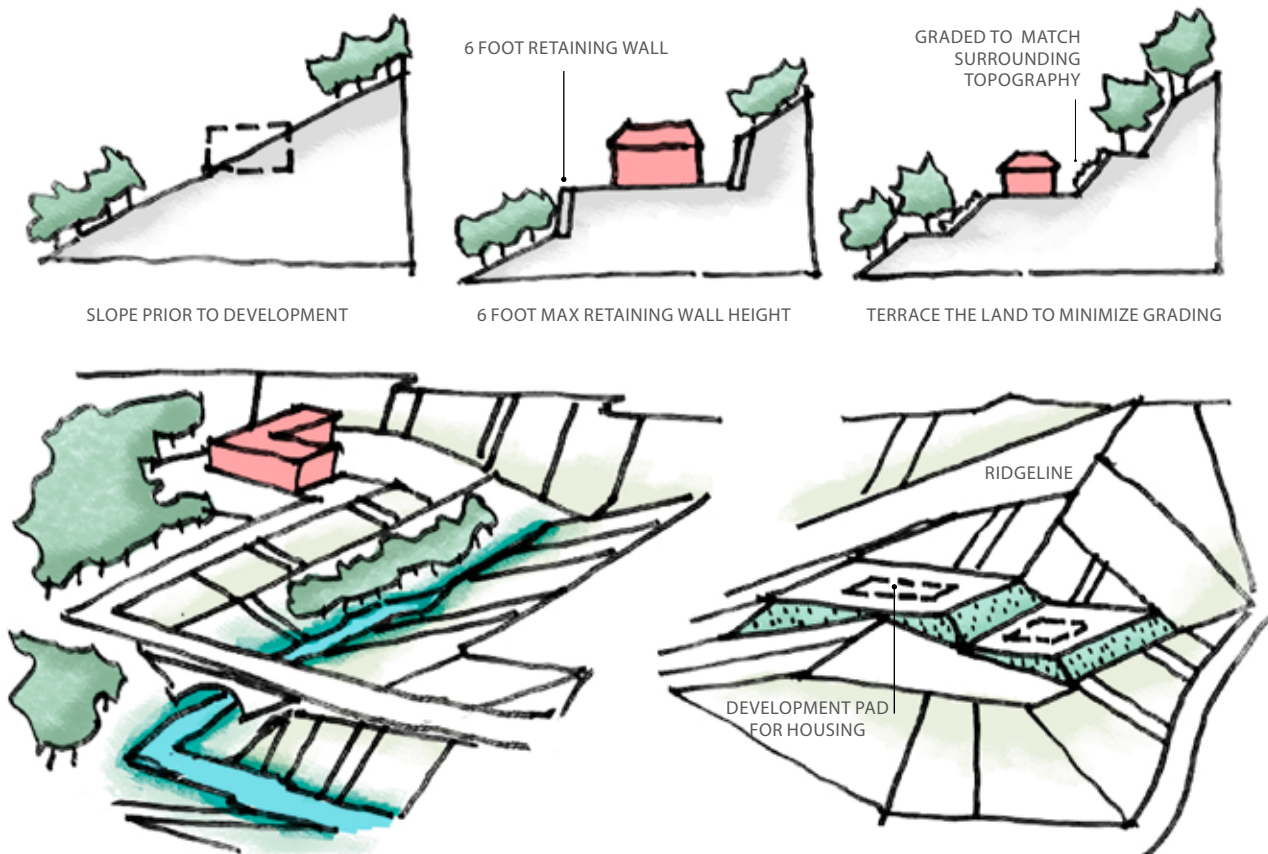 6 FOOT RETAINING WALL
GRADED TO MATCH
SURROUNDING
TOPOGRAPHY
SLOPE PRIOR TO DEVELOPMENT
6 FOOT MAX RETAINING WALL HEIGHT
TERRACE THE LAND TO MINIMIZE GRADING
RIDGELINE
DEVELOPMENT PAD
FOR HOUSING